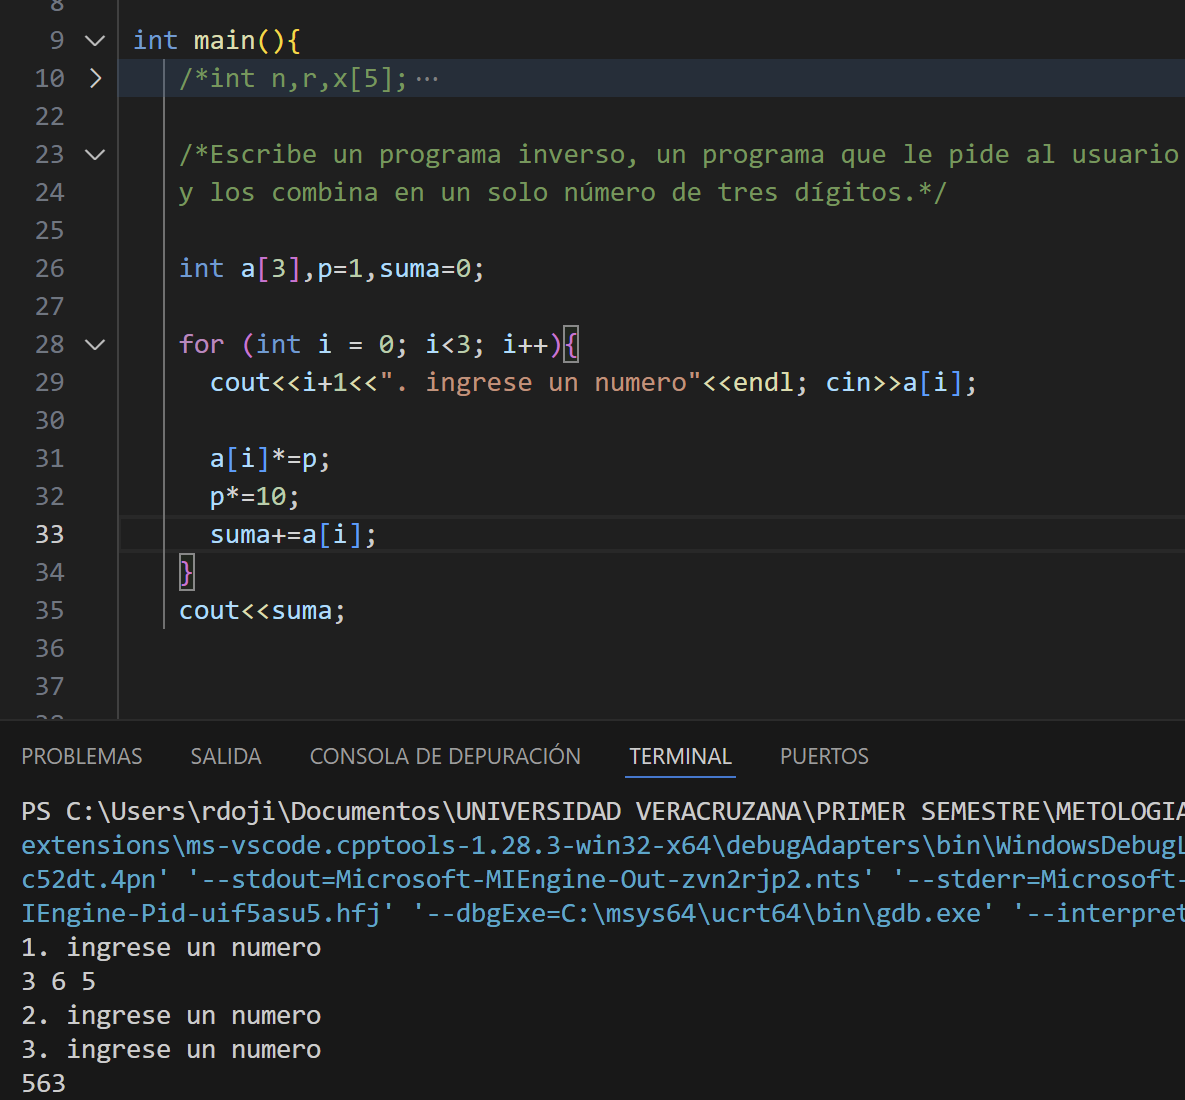 8
9 int main(){
10 /*int n,r,x[5];···
22
23 /*Escribe un programa inverso, un programa que le pide al usuario
24 y los combina en un solo número de tres dígitos.*/
25
26 int a[3],p=1,suma=0;
27
28 for (int i = 0; i<3; i++){
29 cout<<i+1<<". ingrese un numero"<<endl; cin>>a[i];
30
31 a[i]*=p;
32 p*=10;
33 suma+=a[i];
34 }
35 cout<<suma;
36
37
PROBLEMAS SALIDA CONSOLA DE DEPURACIÓN TERMINAL PUERTOS
PS C:\Users\rdoji\Documentos\UNIVERSIDAD VERACRUZANA\PRIMER SEMESTRE\METOLOGIA
extensions\ms-vscode.cpptools-1.28.3-win32-x64\debugAdapters\bin\WindowsDebugL
c52dt.4pn' '--stdout=Microsoft-MIEngine-Out-zvn2rjp2.nts' '--stderr=Microsoft-
IEngine-Pid-uif5asu5.hfj' '--dbgExe=C:\msys64\ucrt64\bin\gdb.exe' '--interpret
1. ingrese un numero
3 6 5
2. ingrese un numero
3. ingrese un numero
563